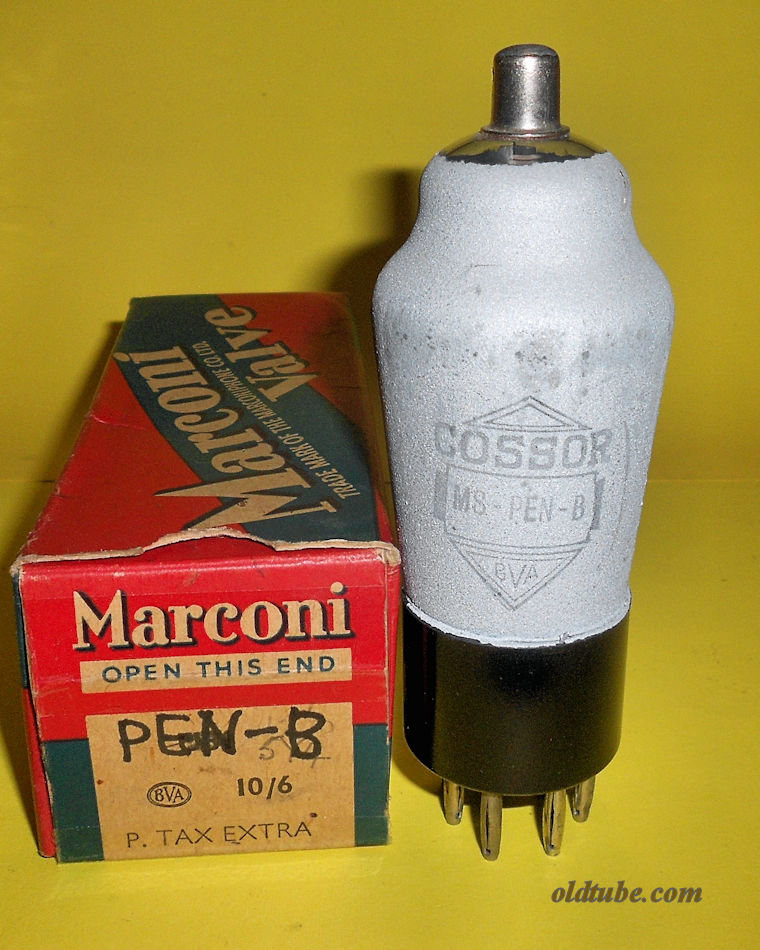 Marconi
TRADE MARK OF THE MARCONIPHONE CO. LTD.
Valve
Marconi
OPEN THIS END
PEN-B
BVA
10/6
P. TAX EXTRA
COSSOR
MS-PEN-B
BVA
oldtube.com